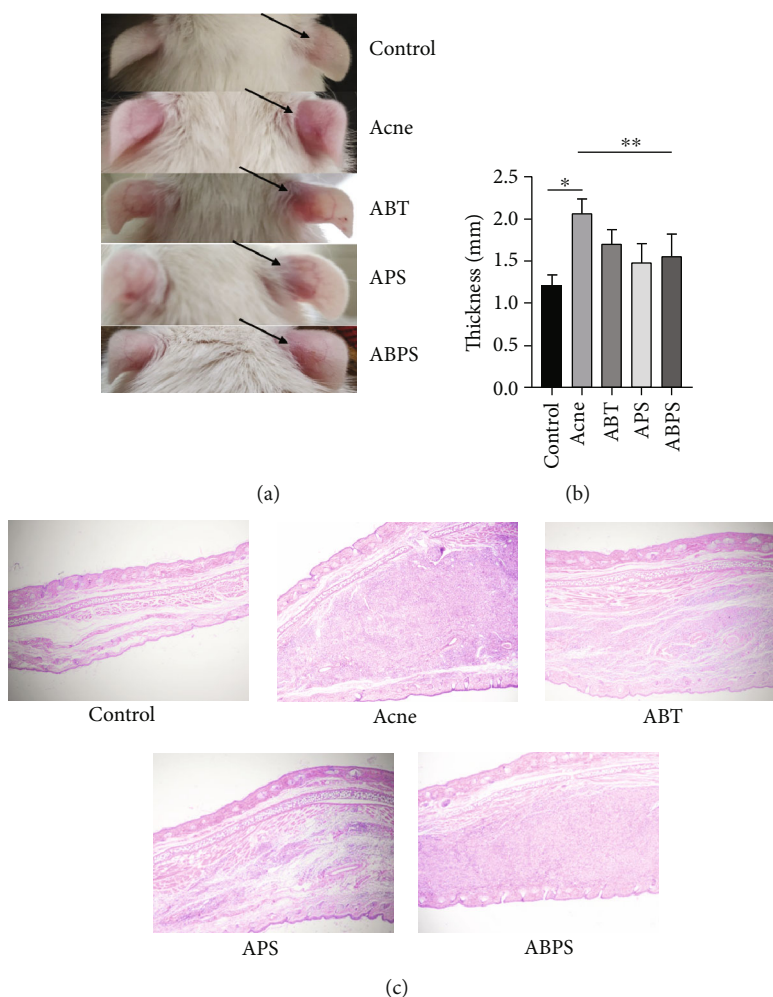 Control
Acne
ABT
APS
ABPS
(a)
**
*
Thickness (mm)
2.5
2.0
1.5
1.0
0.5
0.0
Control
Acne
ABT
APS
ABPS
(b)
Control
Acne
ABT
APS
ABPS
(c)